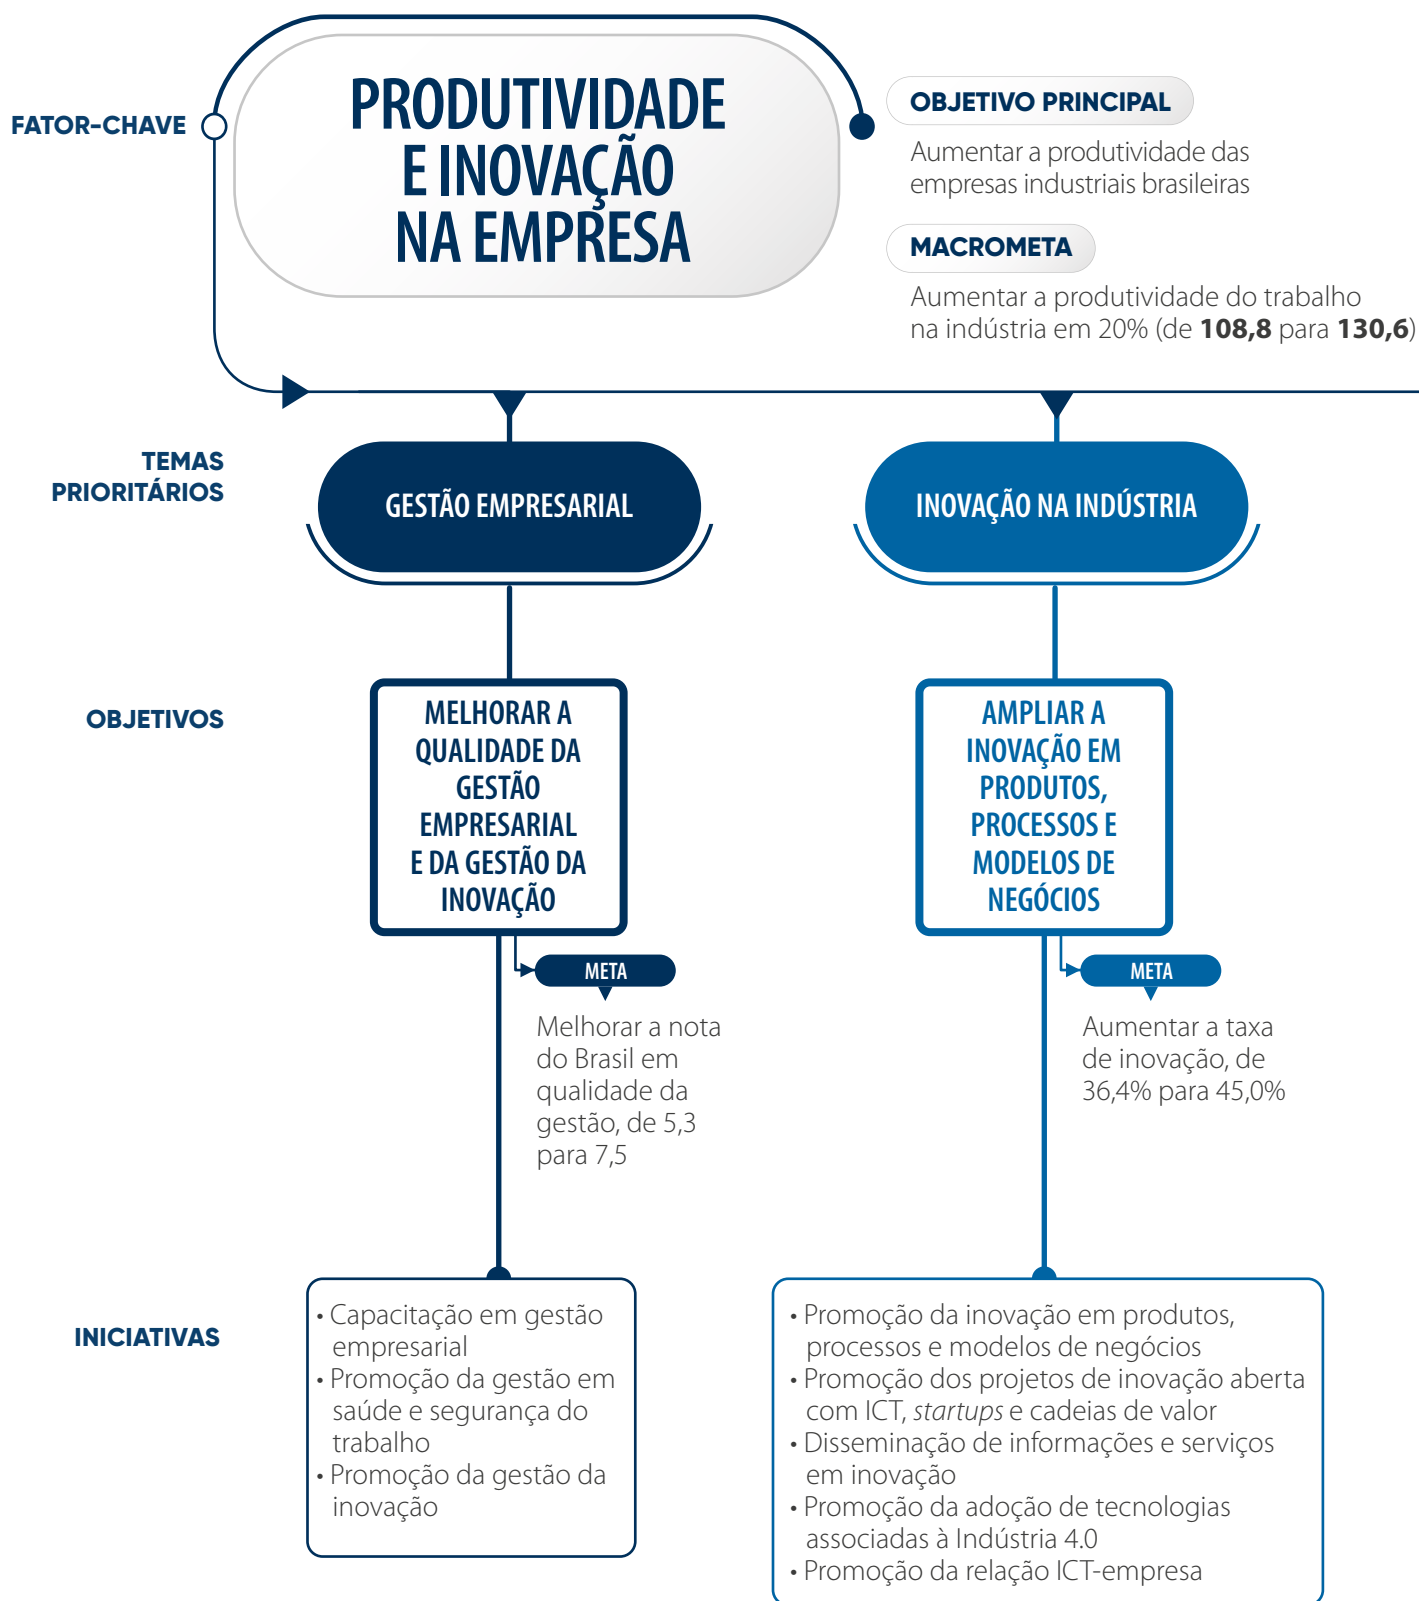 FATOR-CHAVE
PRODUTIVIDADE
E INOVAÇÃO
NA EMPRESA
OBJETIVO PRINCIPAL
Aumentar a produtividade das
empresas industriais brasileiras
MACROMETA
Aumentar a produtividade do trabalho
na indústria em 20% (de 108,8 para 130,6)
TEMAS
PRIORITÁRIOS
GESTÃO EMPRESARIAL
INOVAÇÃO NA INDÚSTRIA
OBJETIVOS
MELHORAR A
QUALIDADE DA
GESTÃO
EMPRESARIAL
E DA GESTÃO DA
INOVAÇÃO
META
Melhorar a nota
do Brasil em
qualidade da
gestão, de 5,3
para 7,5
AMPLIAR A
INOVAÇÃO EM
PRODUTOS,
PROCESSOS E
MODELOS DE
NEGÓCIOS
META
Aumentar a taxa
de inovação, de
36,4% para 45,0%
INICIATIVAS
• Capacitação em gestão
empresarial
• Promoção da gestão em
saúde e segurança do
trabalho
• Promoção da gestão da
inovação
• Promoção da inovação em produtos,
processos e modelos de negócios
• Promoção dos projetos de inovação aberta
com ICT, startups e cadeias de valor
• Disseminação de informações e serviços
em inovação
• Promoção da adoção de tecnologias
associadas à Indústria 4.0
• Promoção da relação ICT-empresa